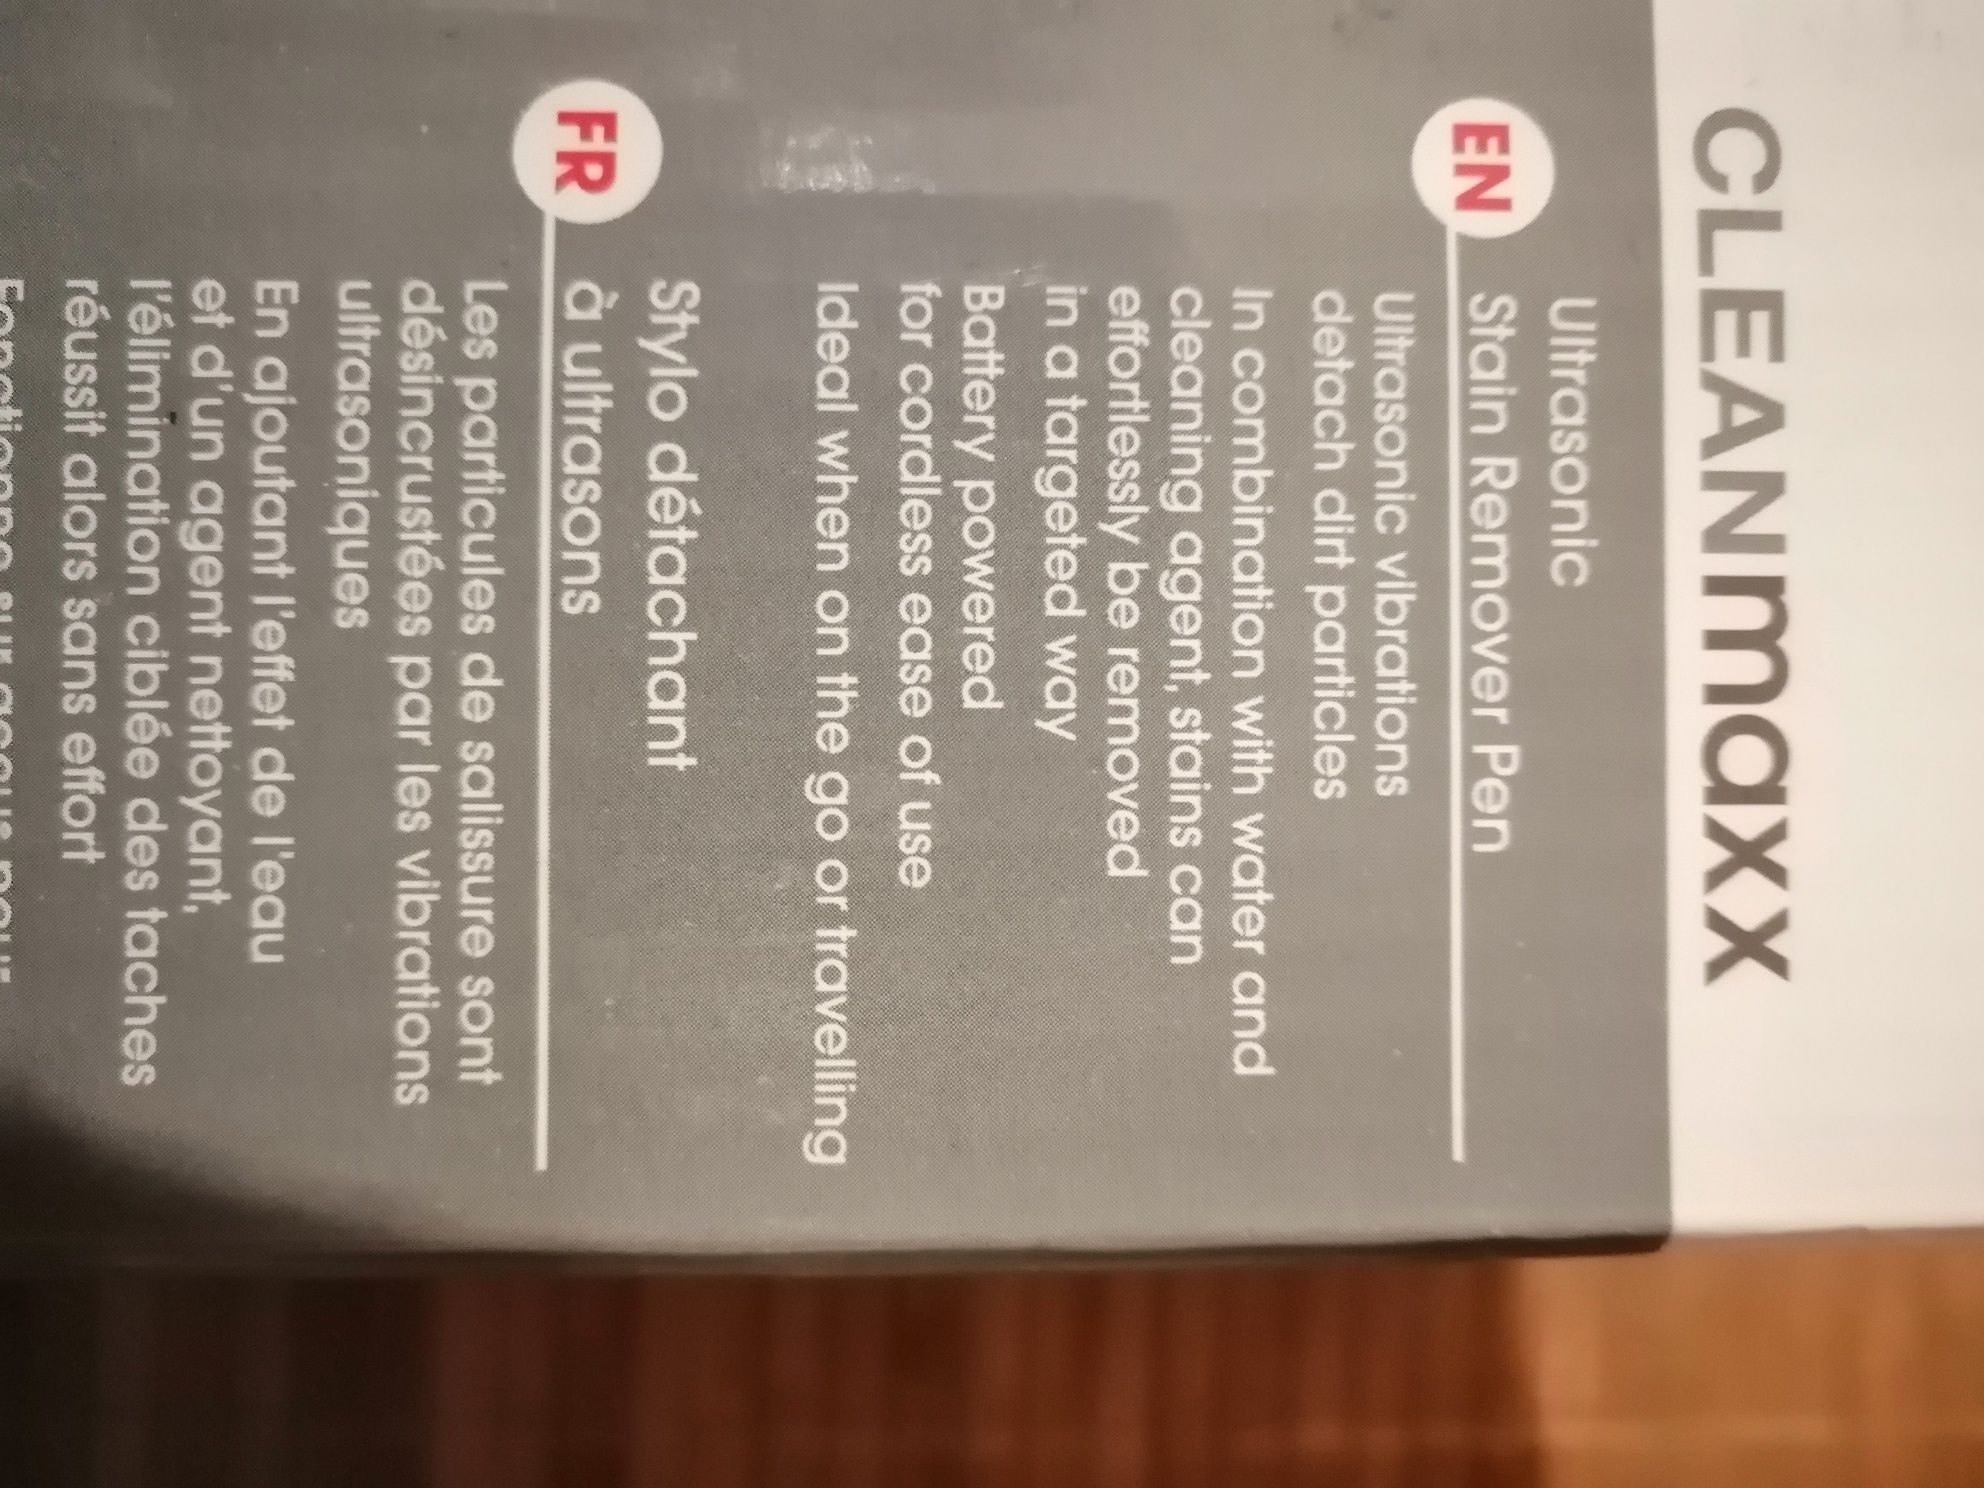 CLEANmaxx
Ultrasonic
EN Stain Remover Pen
Ultrasonic vibrations
detach dirt particles
In combination with water and
cleaning agent, stains can
effortlessly be removed
in a targeted way
Battery powered
for cordless ease of use
Ideal when on the go or travelling
Stylo détachant
FR à ultrasons
Les particules de salissure sont
désincrustées par les vibrations
ultrasoniques
En ajoutant l'effet de l'eau
et d'un agent nettoyant,
l'élimination ciblée des taches
réussit alors sans effort